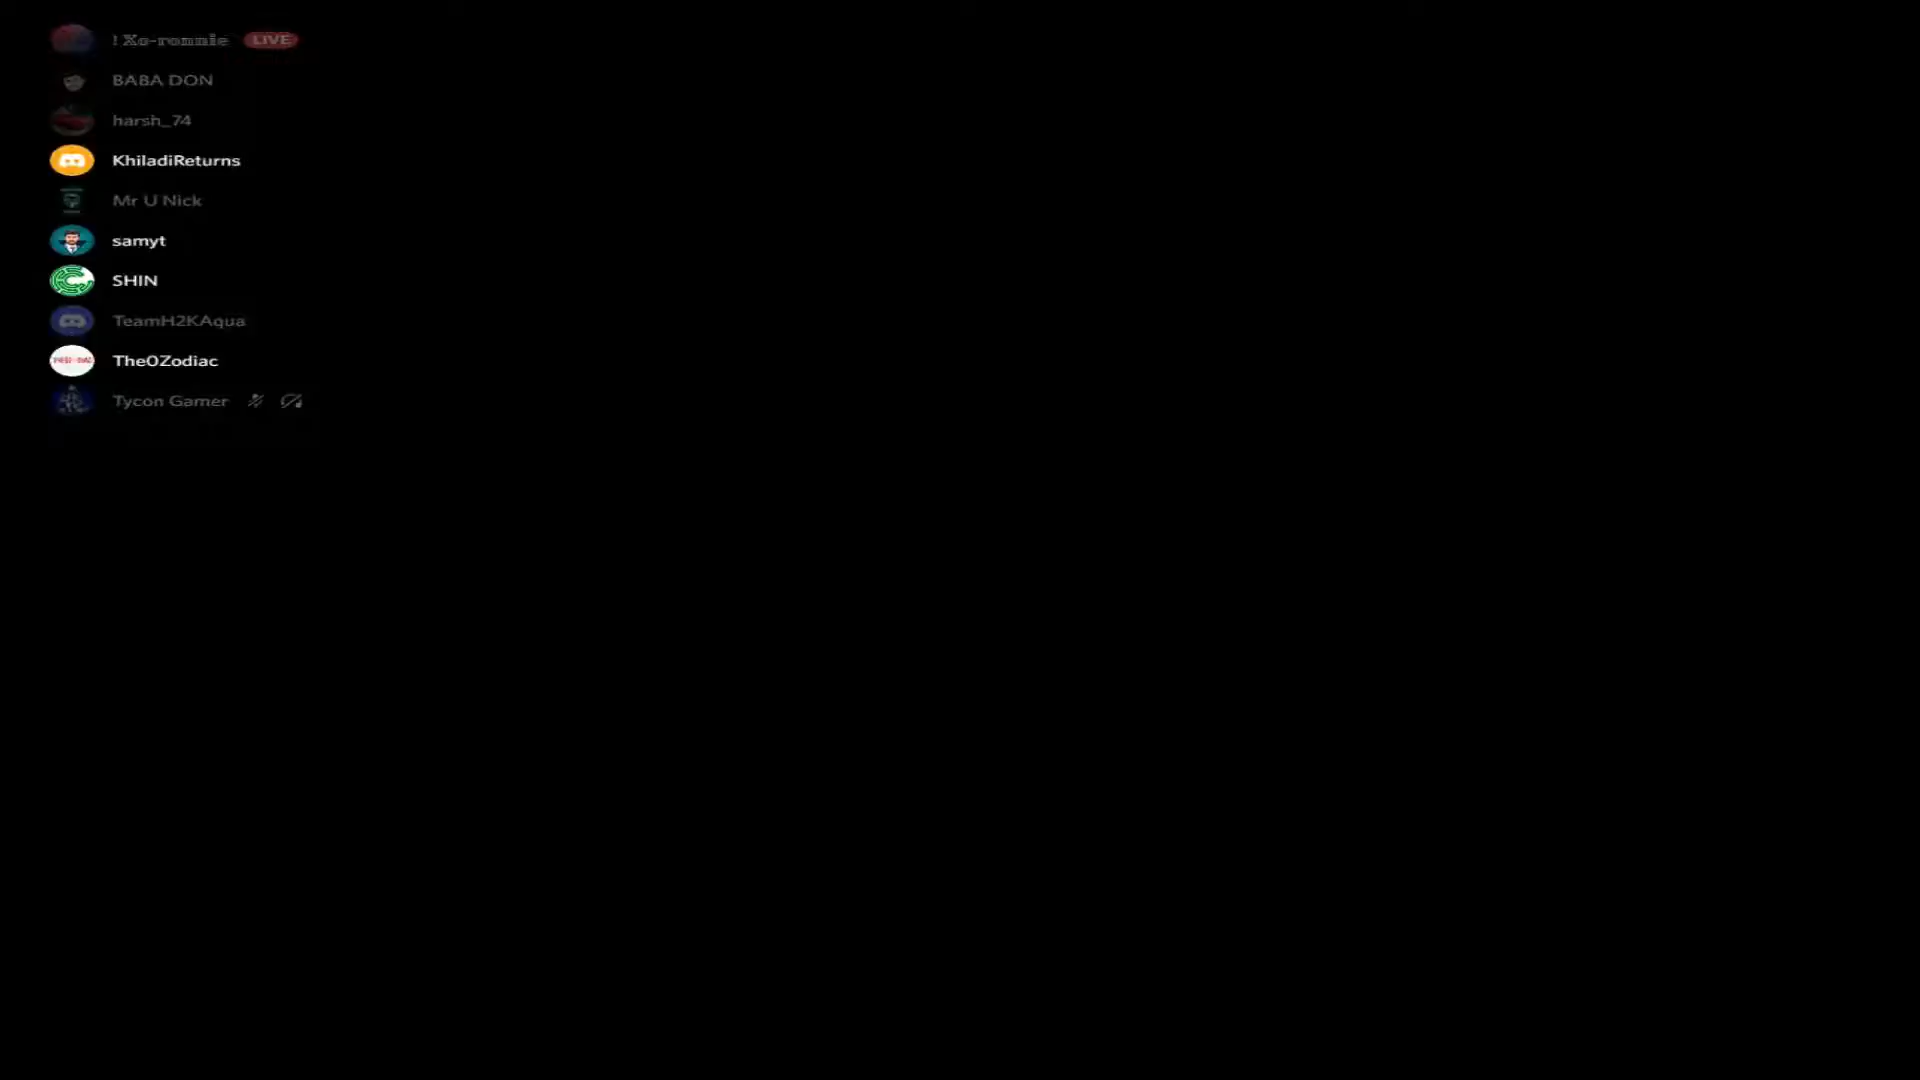 ! Xo-ronnie LIVE
BABA DON
harsh_74
KhiladiReturns
Mr U Nick
samyt
SHIN
TeamH2KAqua
TheOZodiac
Tycon Gamer